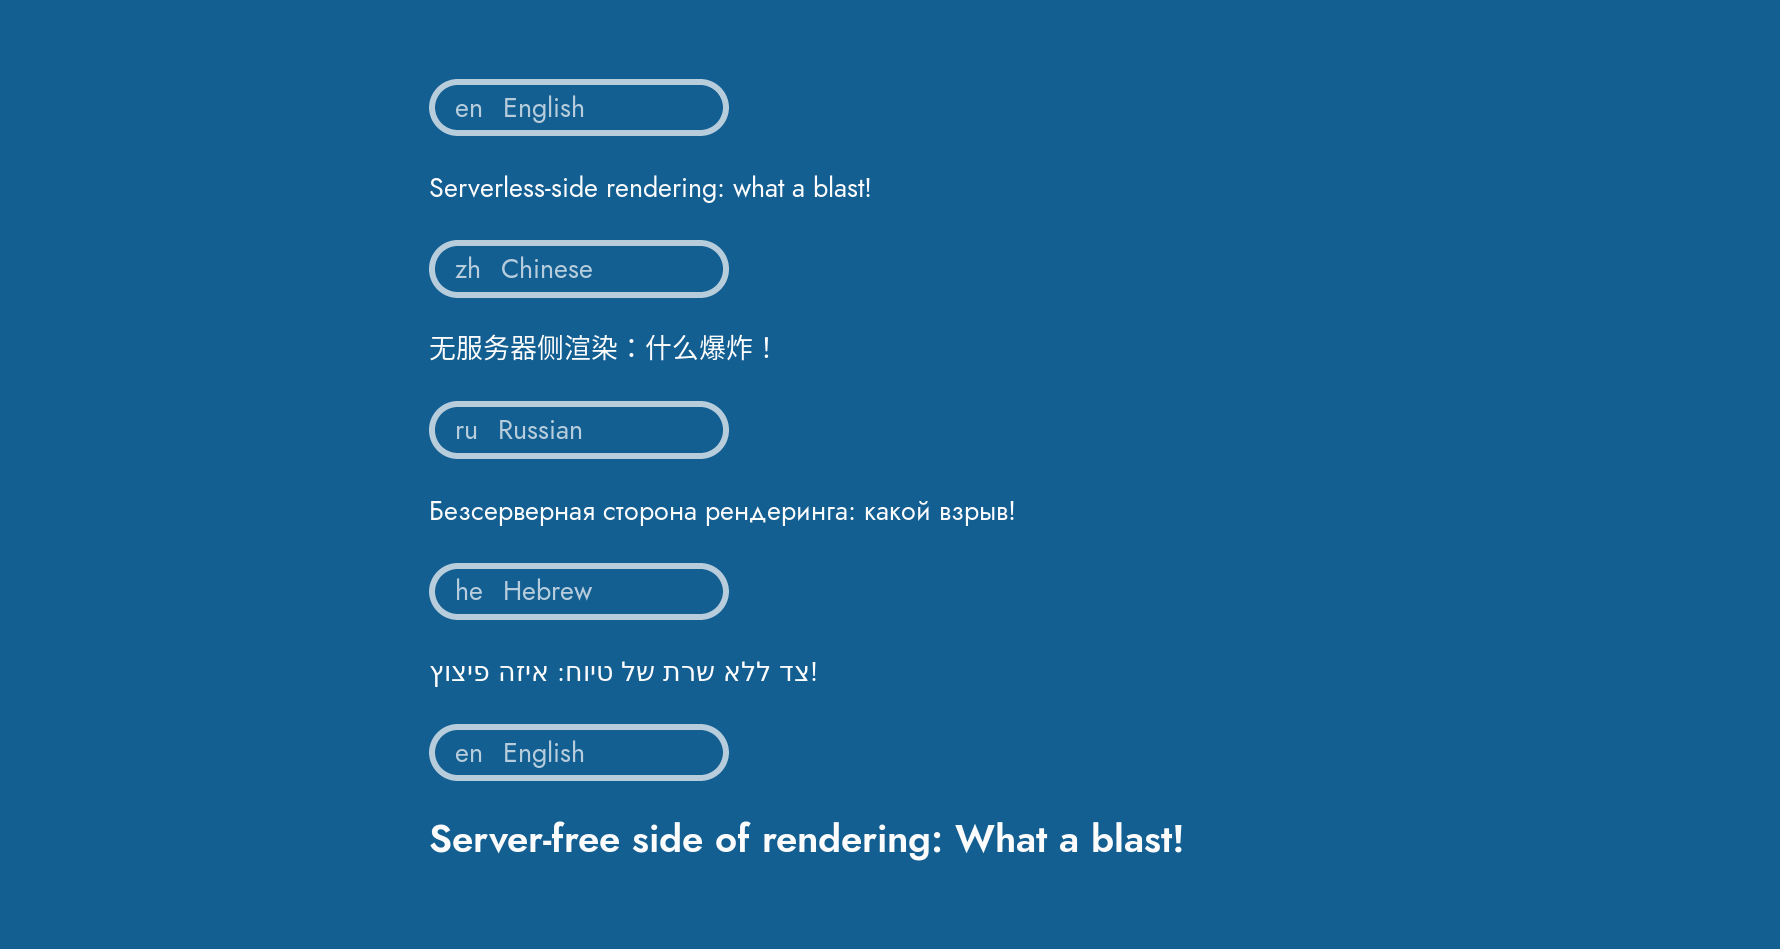 en English
Serverless-side rendering: what a blast!
zh Chinese
无服务器侧渲染：什么爆炸！
ru Russian
Безсерверная сторона рендеринга: какой взрыв!
he Hebrew
צד ללא שרת של טיוח: איזה פיצוץ!
en English
Server-free side of rendering: What a blast!